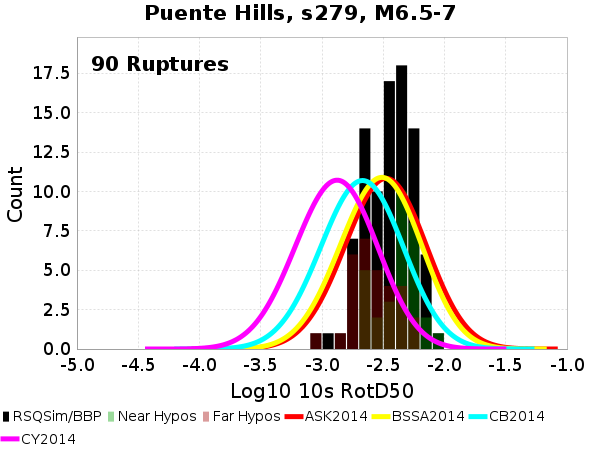 Puente Hills, s279, M6.5-7
90 Ruptures
Count
17.5
15.0
12.5
10.0
7.5
5.0
2.5
0.0
-5.0 -4.5 -4.0 -3.5 -3.0 -2.5 -2.0 -1.5 -1.0
Log10 10s RotD50
RSQSim/BBP Near Hypos Far Hypos ASK2014 BSSA2014 CB2014
CY2014